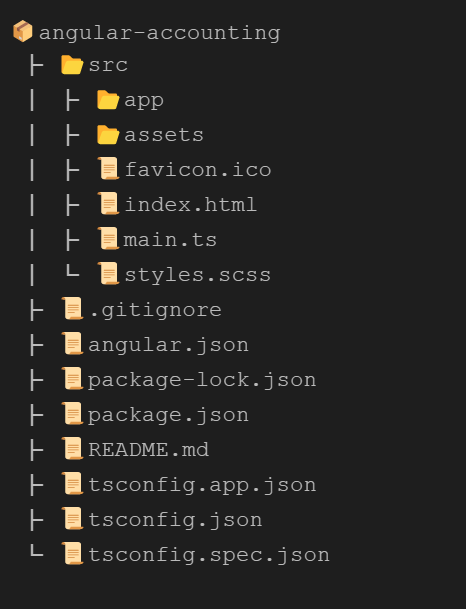 📦angular-accounting
 ├ 📂src
 │ ├ 📂app
 │ ├ 📂assets
 │ ├ 📜favicon.ico
 │ ├ 📜index.html
 │ ├ 📜main.ts
 │ └ 📜styles.scss
 ├ 📜.gitignore
 ├ 📜angular.json
 ├ 📜package-lock.json
 ├ 📜package.json
 ├ 📜README.md
 ├ 📜tsconfig.app.json
 ├ 📜tsconfig.json
 └ 📜tsconfig.spec.json